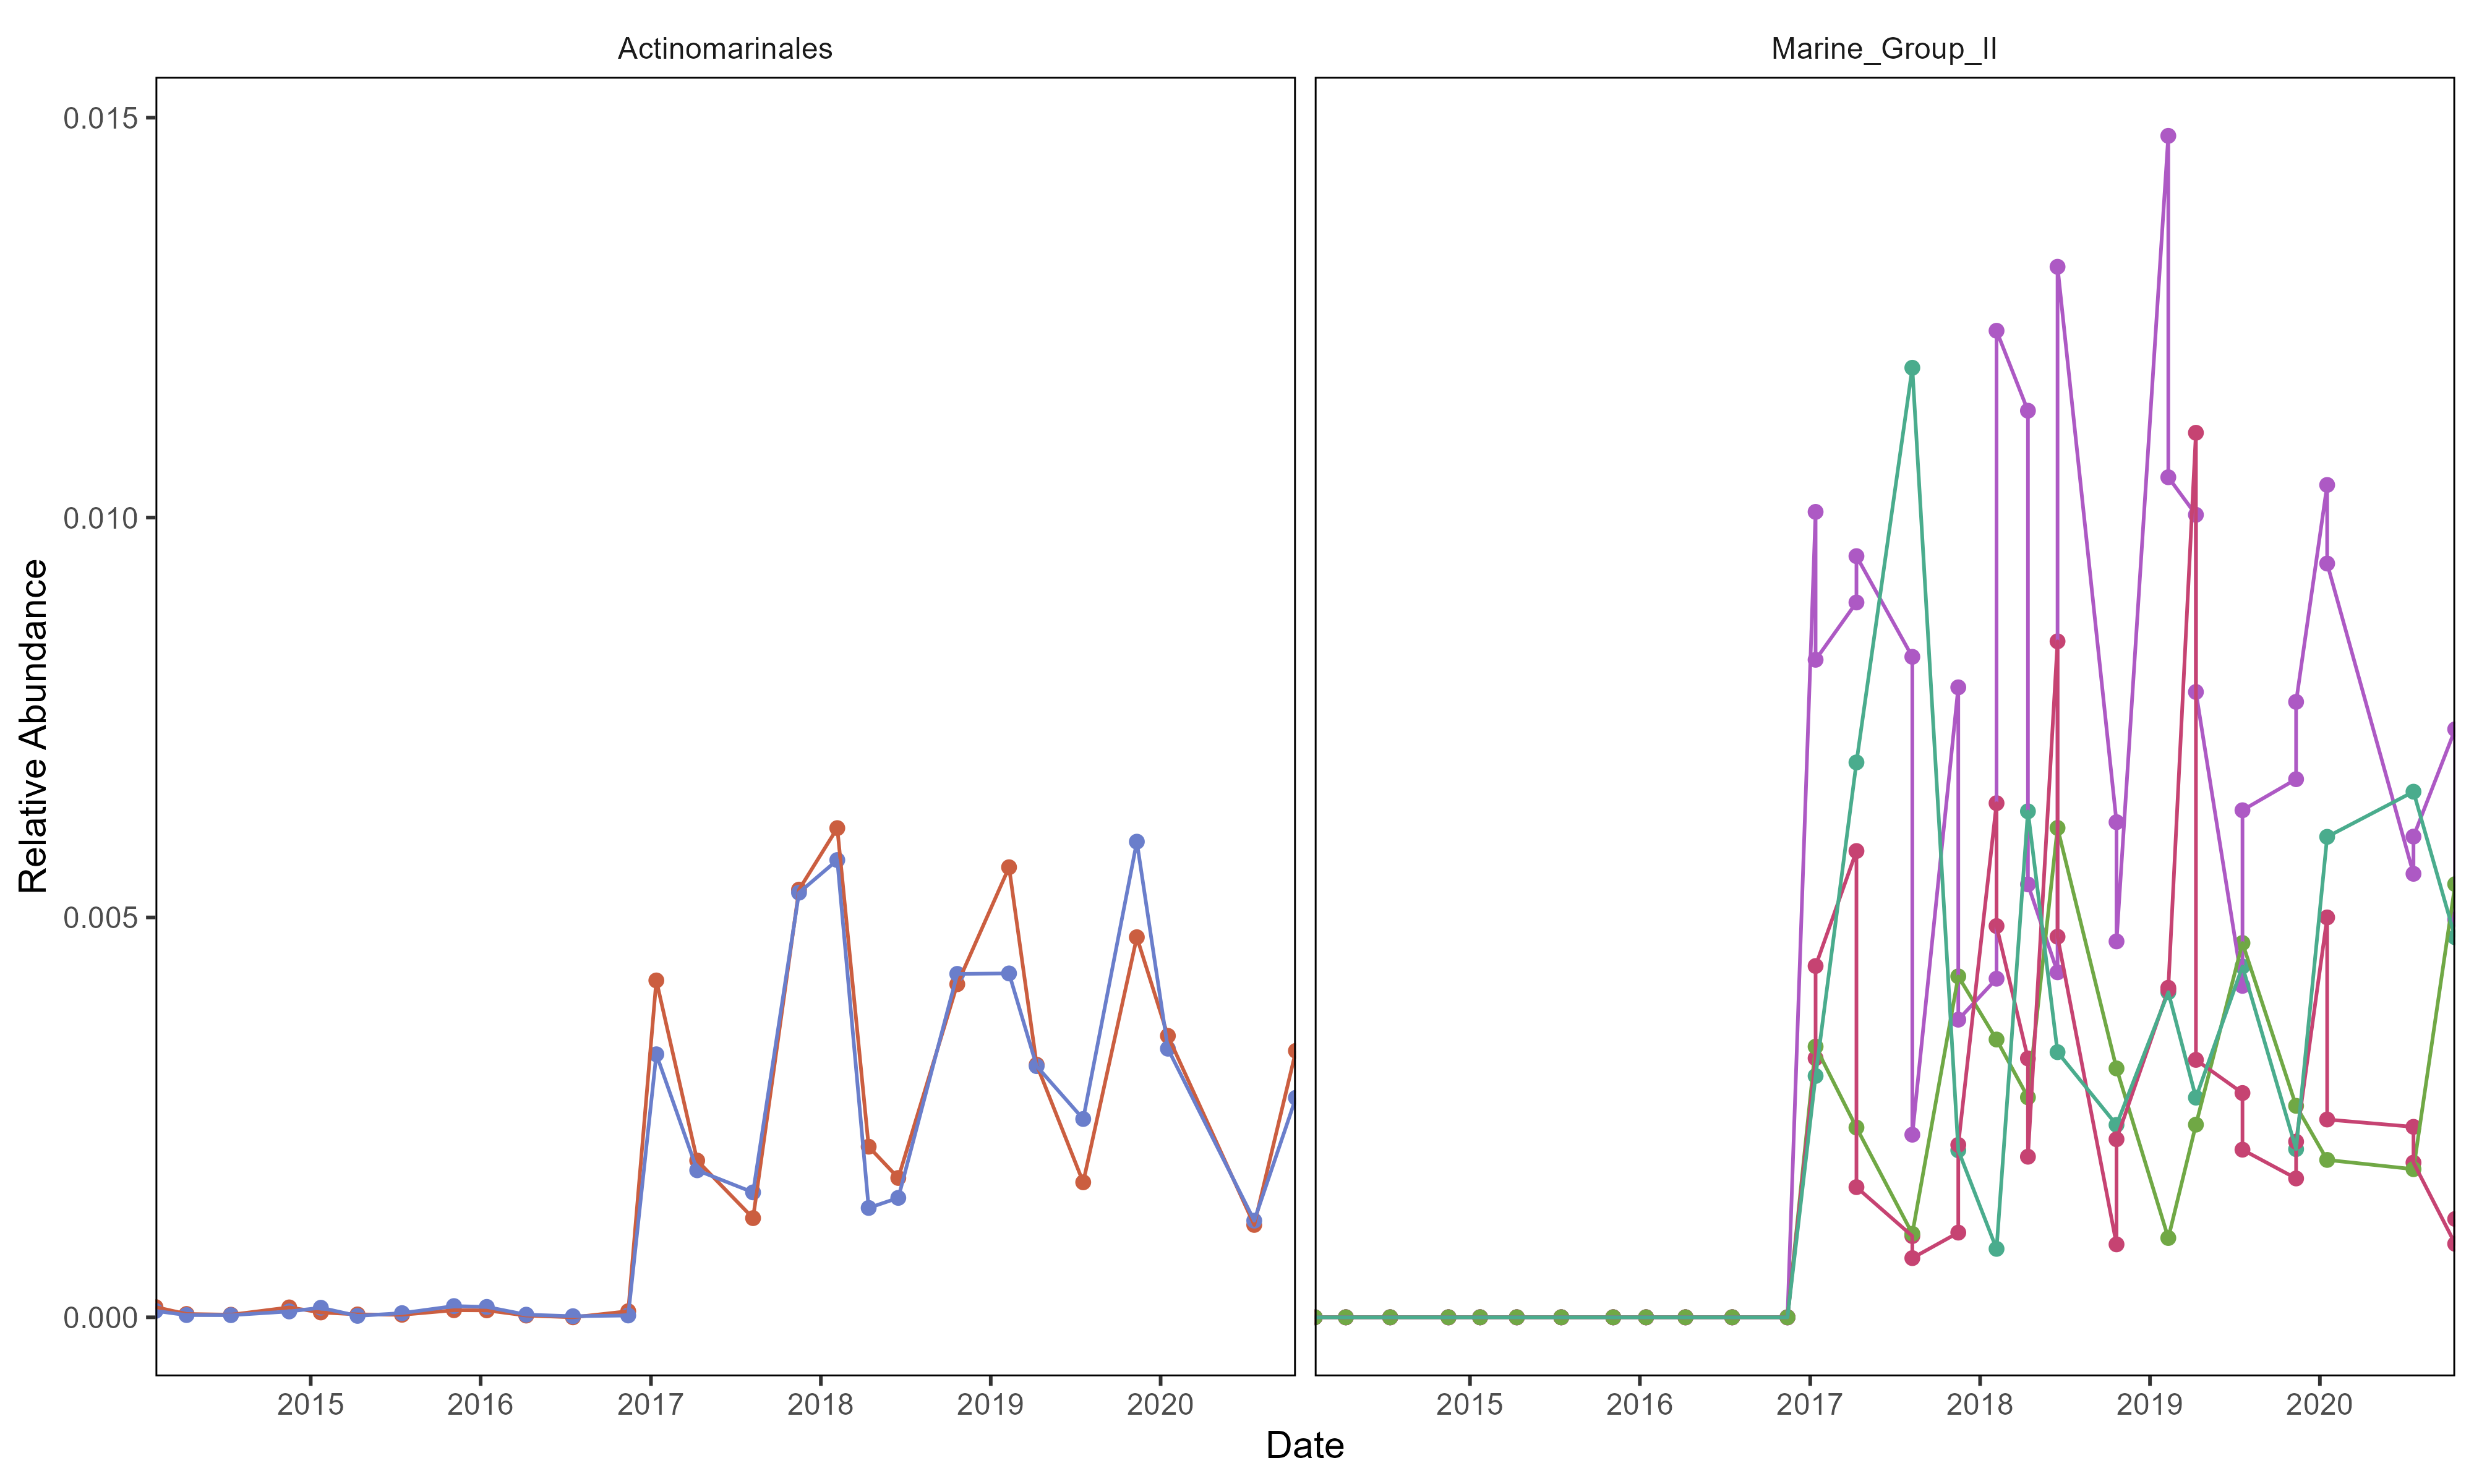 Actinomarinales
Marine_Group_II
Relative Abundance
0.015
0.010
0.005
0.000
2015 2016 2017 2018 2019 2020
2015 2016 2017 2018 2019 2020
Date